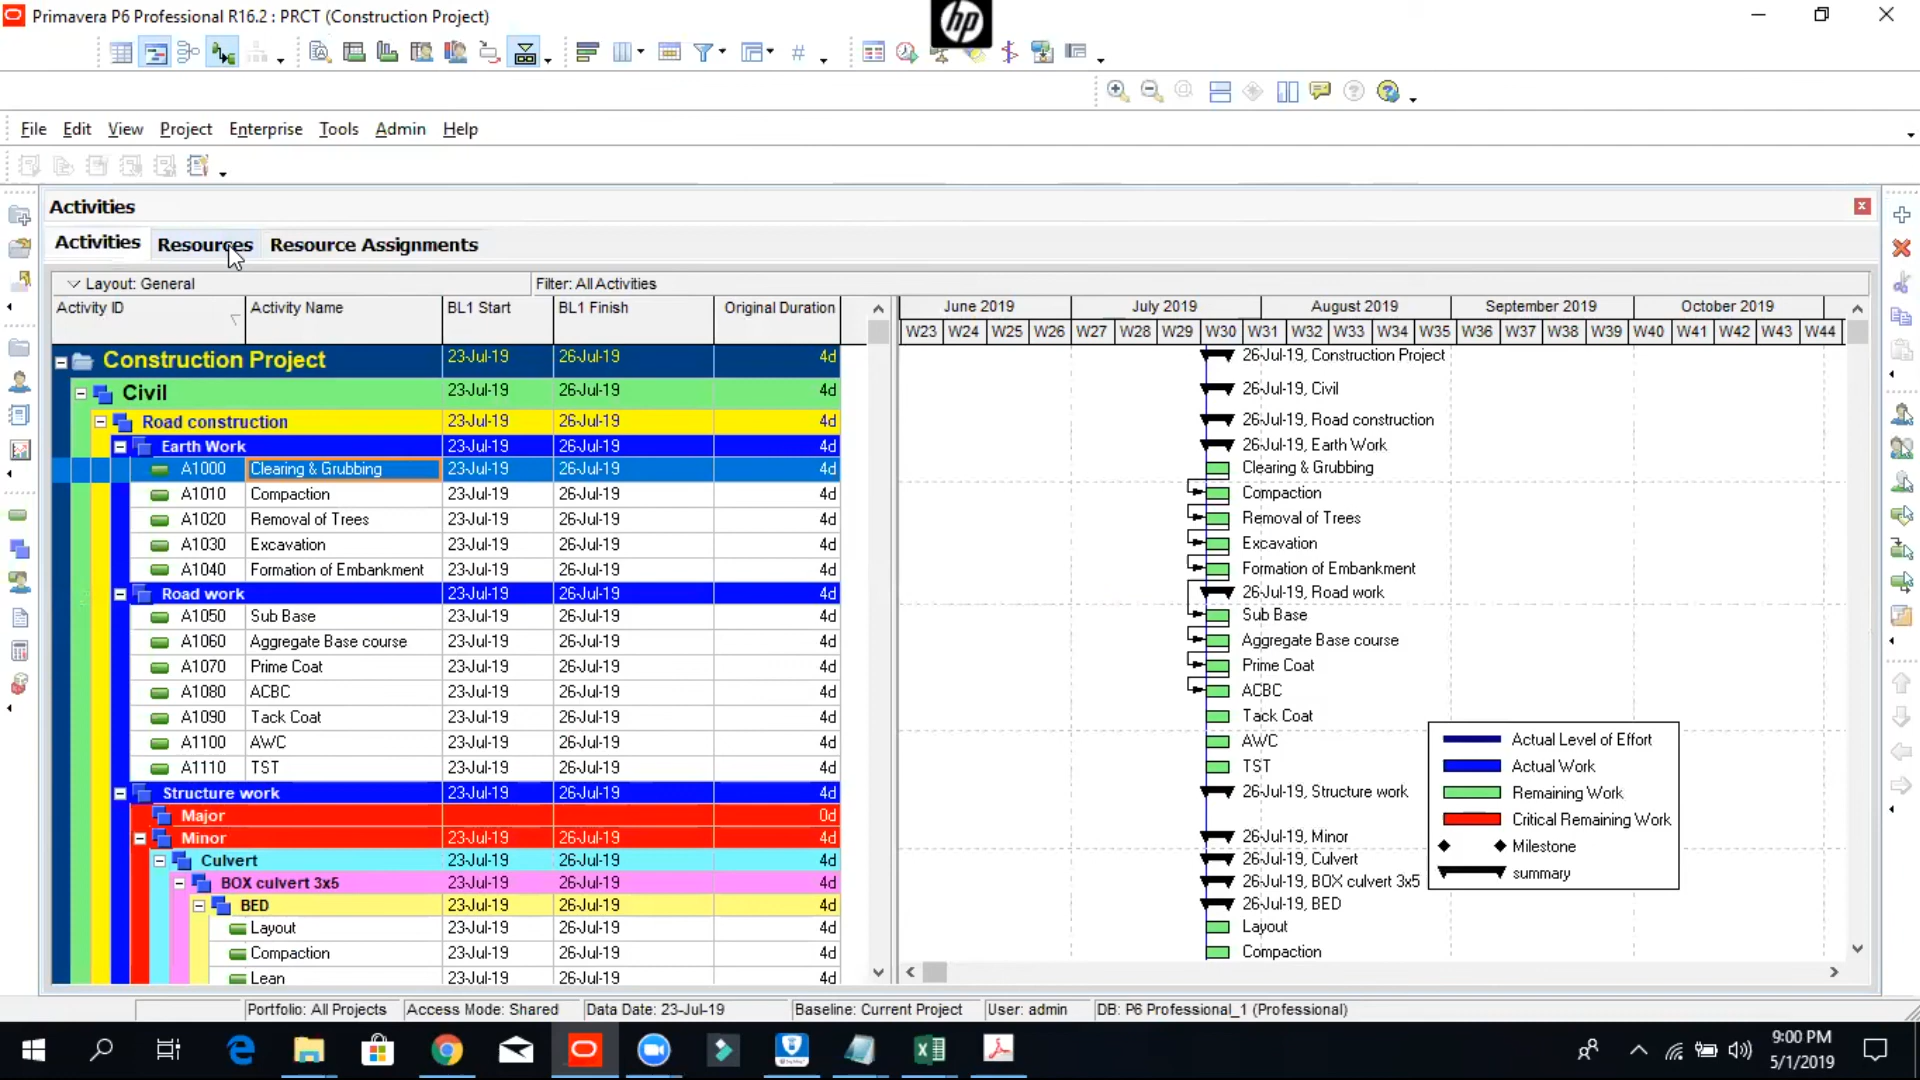 Primavera P6 Professional R16.2 : PRCT (Construction Project)
hp
File Edit View Project Enterprise Tools Admin Help
Activities
Activities Resources Resource Assignments
Layout: General Filter: All Activities
Activity ID Activity Name BL1 Start BL1 Finish Original Duration June 2019 July 2019 August 2019 September 2019 October 2019
W23 W24 W25 W26 W27 W28 W29 W30 W31 W32 W33 W34 W35 W36 W37 W38 W39 W40 W41 W42 W43 W44
Construction Project 23-Jul-19 26-Jul-19 4d 26-Jul-19, Construction Project
Civil 23-Jul-19 26-Jul-19 4d 26-Jul-19, Civil
Road construction 23-Jul-19 26-Jul-19 4d 26-Jul-19, Road construction
Earth Work 23-Jul-19 26-Jul-19 4d 26-Jul-19, Earth Work
A1000 Clearing & Grubbing 23-Jul-19 26-Jul-19 4d Clearing & Grubbing
A1010 Compaction 23-Jul-19 26-Jul-19 4d Compaction
A1020 Removal of Trees 23-Jul-19 26-Jul-19 4d Removal of Trees
A1030 Excavation 23-Jul-19 26-Jul-19 4d Excavation
A1040 Formation of Embankment 23-Jul-19 26-Jul-19 4d Formation of Embankment
Road work 23-Jul-19 26-Jul-19 4d 26-Jul-19, Road work
A1050 Sub Base 23-Jul-19 26-Jul-19 4d Sub Base
A1060 Aggregate Base course 23-Jul-19 26-Jul-19 4d Aggregate Base course
A1070 Prime Coat 23-Jul-19 26-Jul-19 4d Prime Coat
A1080 ACBC 23-Jul-19 26-Jul-19 4d ACBC
A1090 Tack Coat 23-Jul-19 26-Jul-19 4d Tack Coat
A1100 AWC 23-Jul-19 26-Jul-19 4d AWC
A1110 TST 23-Jul-19 26-Jul-19 4d TST
Structure work 23-Jul-19 26-Jul-19 4d 26-Jul-19, Structure work
Major 0d
Minor 23-Jul-19 26-Jul-19 4d 26-Jul-19, Minor
Culvert 23-Jul-19 26-Jul-19 4d 26-Jul-19, Culvert
BOX culvert 3x5 23-Jul-19 26-Jul-19 4d 26-Jul-19, BOX culvert 3x5
BED 23-Jul-19 26-Jul-19 4d 26-Jul-19, BED
Layout 23-Jul-19 26-Jul-19 4d Layout
Compaction 23-Jul-19 26-Jul-19 4d Compaction
Lean 23-Jul-19 26-Jul-19 4d
Actual Level of Effort
Actual Work
Remaining Work
Critical Remaining Work
Milestone
summary
Portfolio: All Projects Access Mode: Shared Data Date: 23-Jul-19 Baseline: Current Project User: admin DB: P6 Professional_1 (Professional)
9:00 PM
5/1/2019